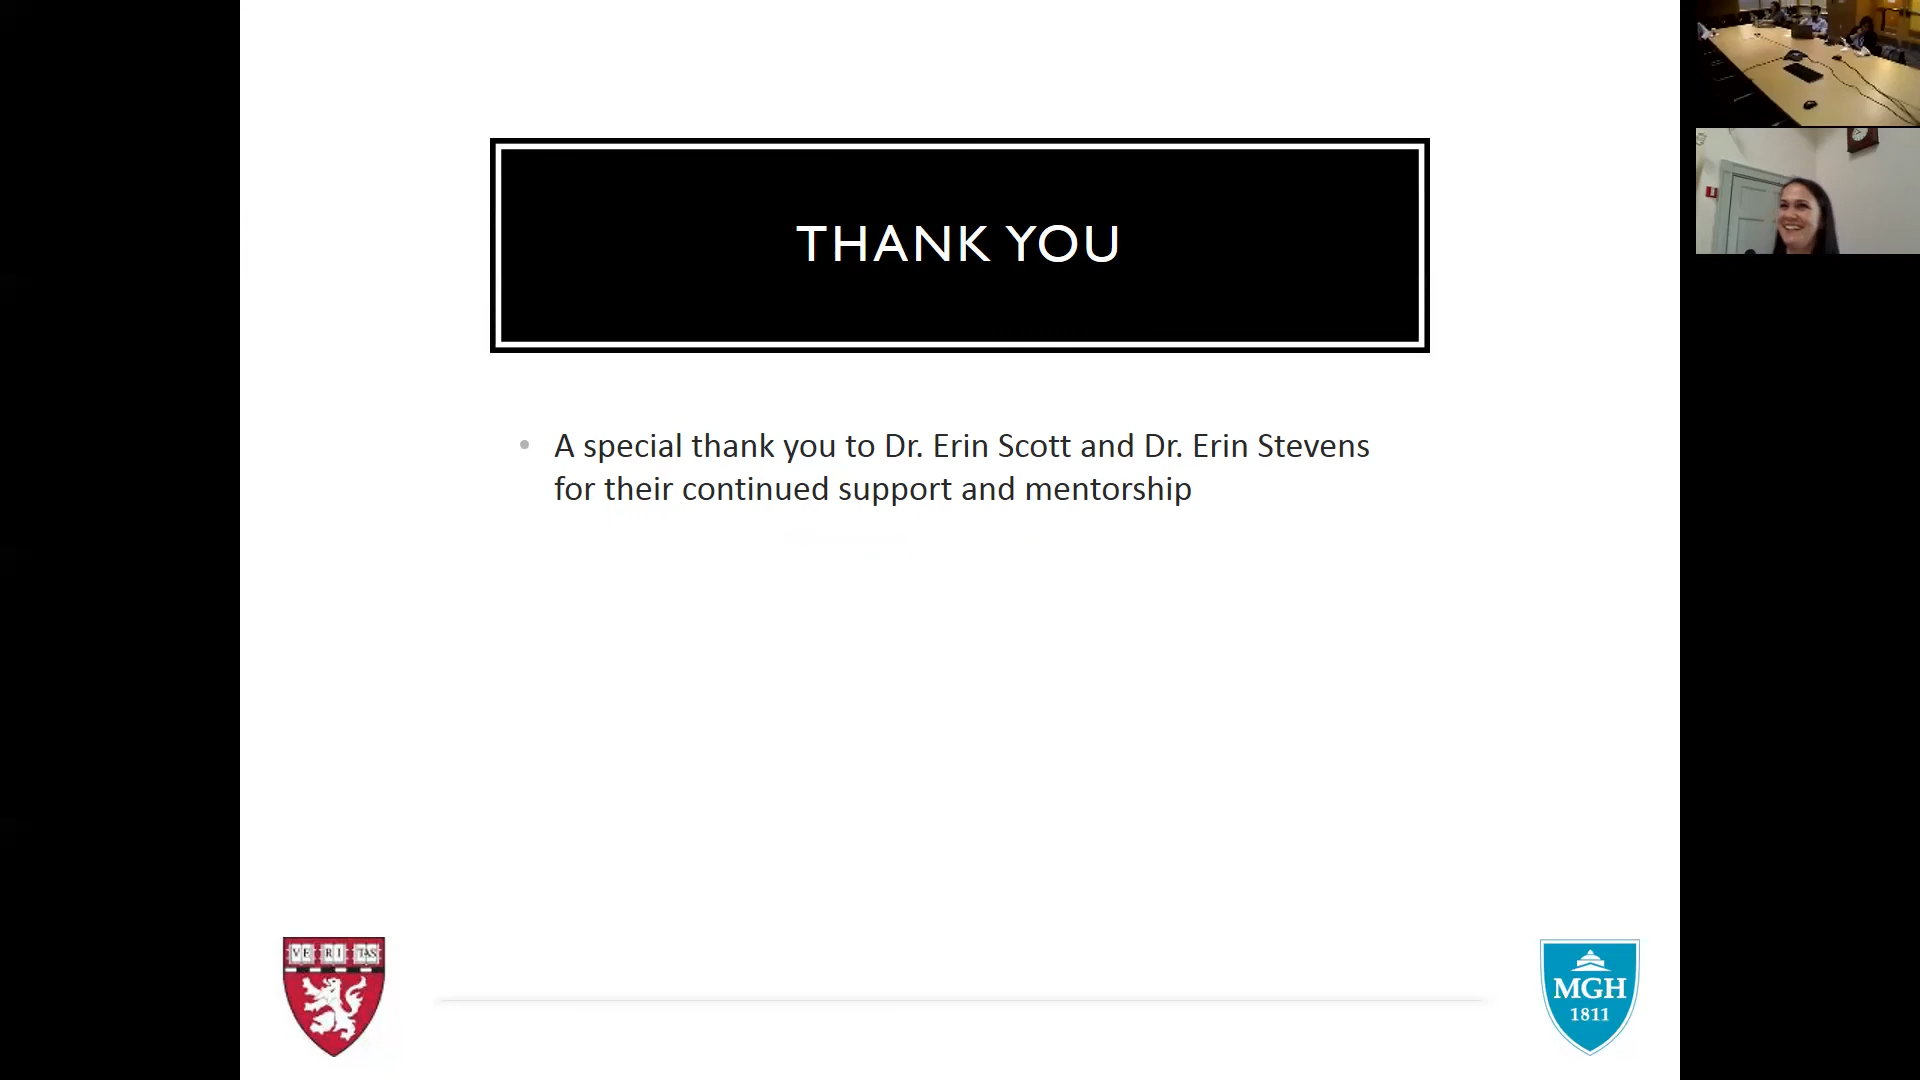 THANK YOU
• A special thank you to Dr. Erin Scott and Dr. Erin Stevens
for their continued support and mentorship
VE RI TAS
MGH
1811